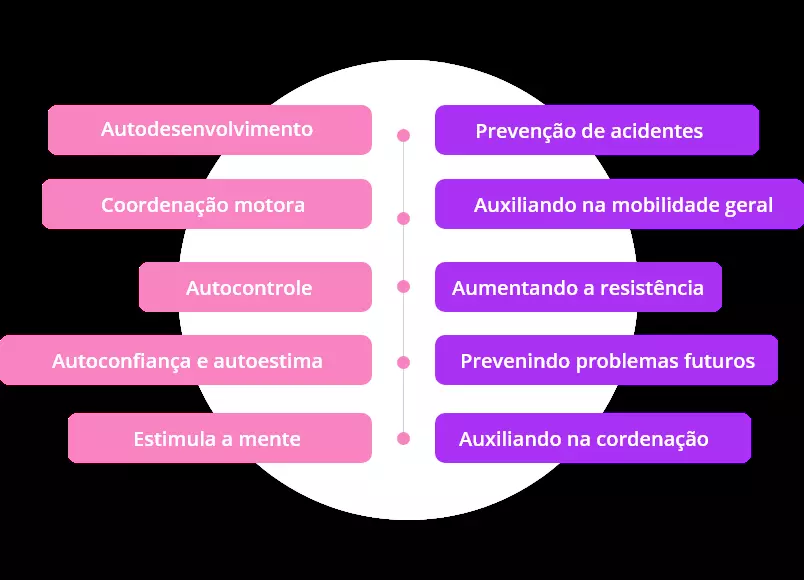 Autodesenvolvimento
Prevenção de acidentes
Coordenação motora
Auxiliando na mobilidade geral
Autocontrole
Aumentando a resistência
Autoconfiança e autoestima
Prevenindo problemas futuros
Estimula a mente
Auxiliando na cordenação